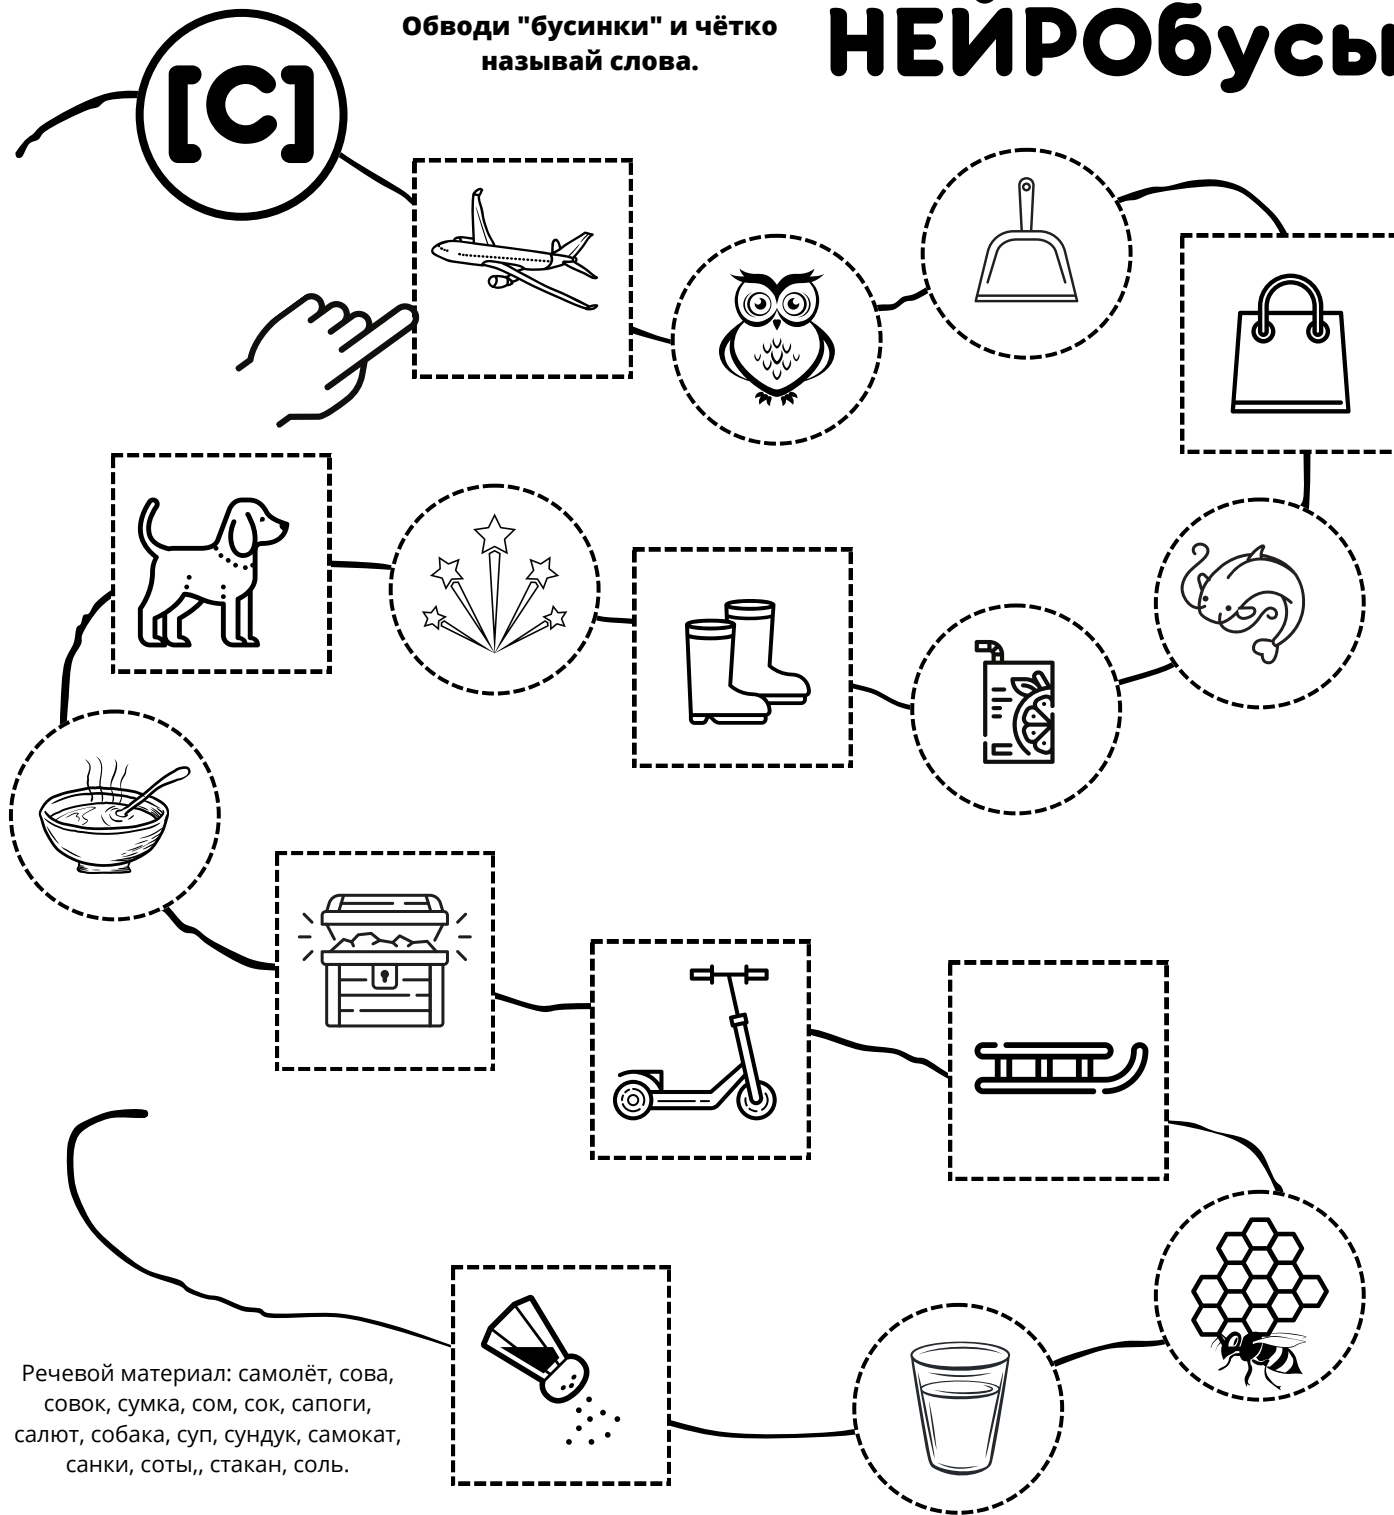 Обводи "бусинки" и чётко
называй слова.
НЕЙРОбусы
[С]
Речевой материал: самолёт, сова,
совок, сумка, сом, сок, сапоги,
салют, собака, суп, сундук, самокат,
санки, соты,, стакан, соль.